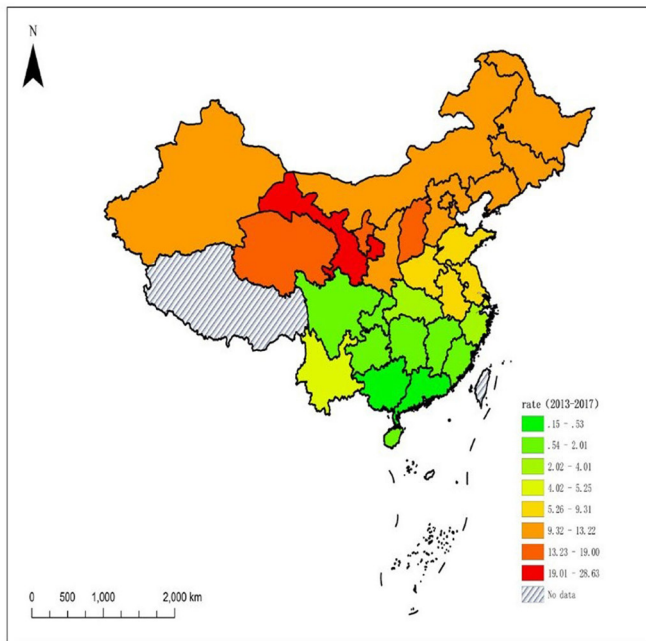 N
rate (2013-2017)
.15 - .53
.54 - 2.01
2.02 - 4.01
4.02 - 5.25
5.26 - 9.31
9.32 - 13.22
13.23 - 19.00
19.01 - 28.63
No data
0 500 1,000 2,000 km